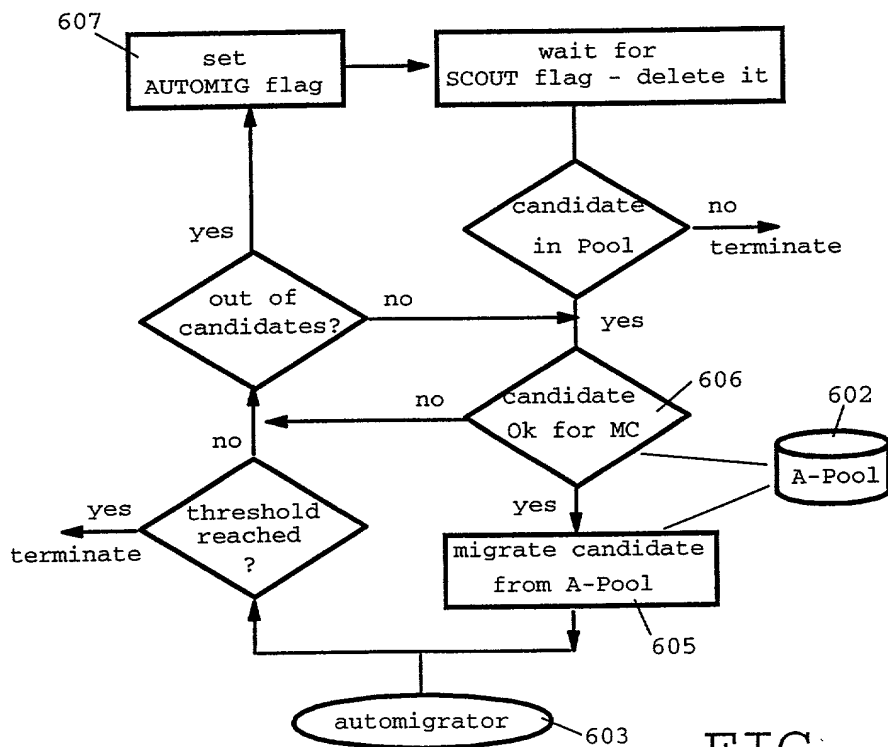 607
set
AUTOMIG flag
wait for
SCOUT flag - delete it
candidate
in Pool
no
terminate
yes
out of
candidates?
no
yes
candidate
Ok for MC
606
no
602
A-Pool
no
yes
terminate
threshold
reached
?
yes
migrate candidate
from A-Pool
605
automigrator
603
FIG